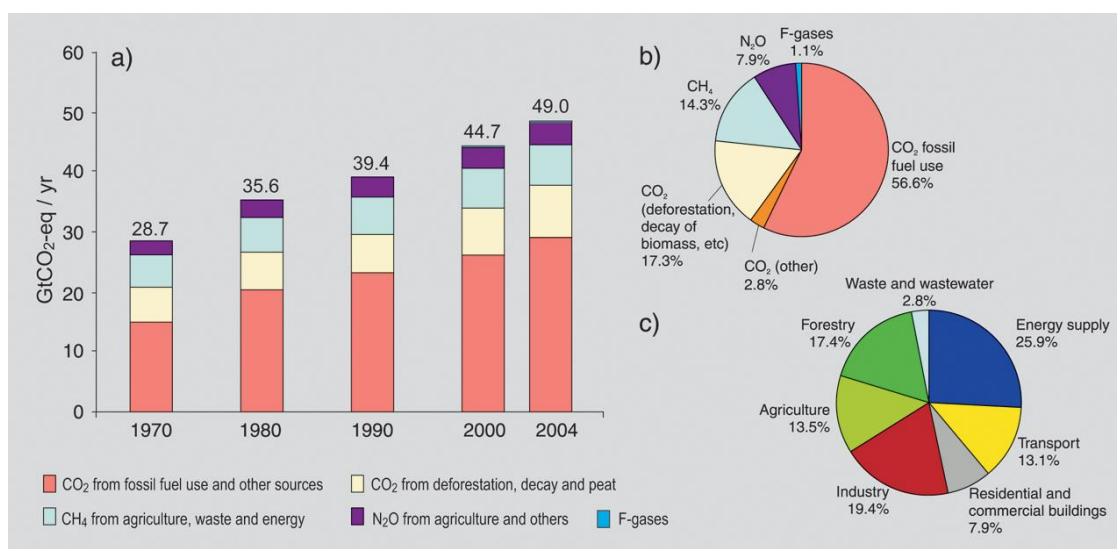 a)
GtCO₂-eq / yr
60
50
40
30
20
10
0
28.7
35.6
39.4
44.7
49.0
1970
1980
1990
2000
2004
CO₂ from fossil fuel use and other sources
CO₂ from deforestation, decay and peat
CH₄ from agriculture, waste and energy
N₂O from agriculture and others
F-gases
b)
F-gases
1.1%
N₂O
7.9%
CH₄
14.3%
CO₂ fossil
fuel use
56.6%
CO₂
(deforestation,
decay of
biomass, etc)
17.3%
CO₂ (other)
2.8%
c)
Waste and wastewater
2.8%
Forestry
17.4%
Energy supply
25.9%
Agriculture
13.5%
Transport
13.1%
Industry
19.4%
Residential and
commercial buildings
7.9%